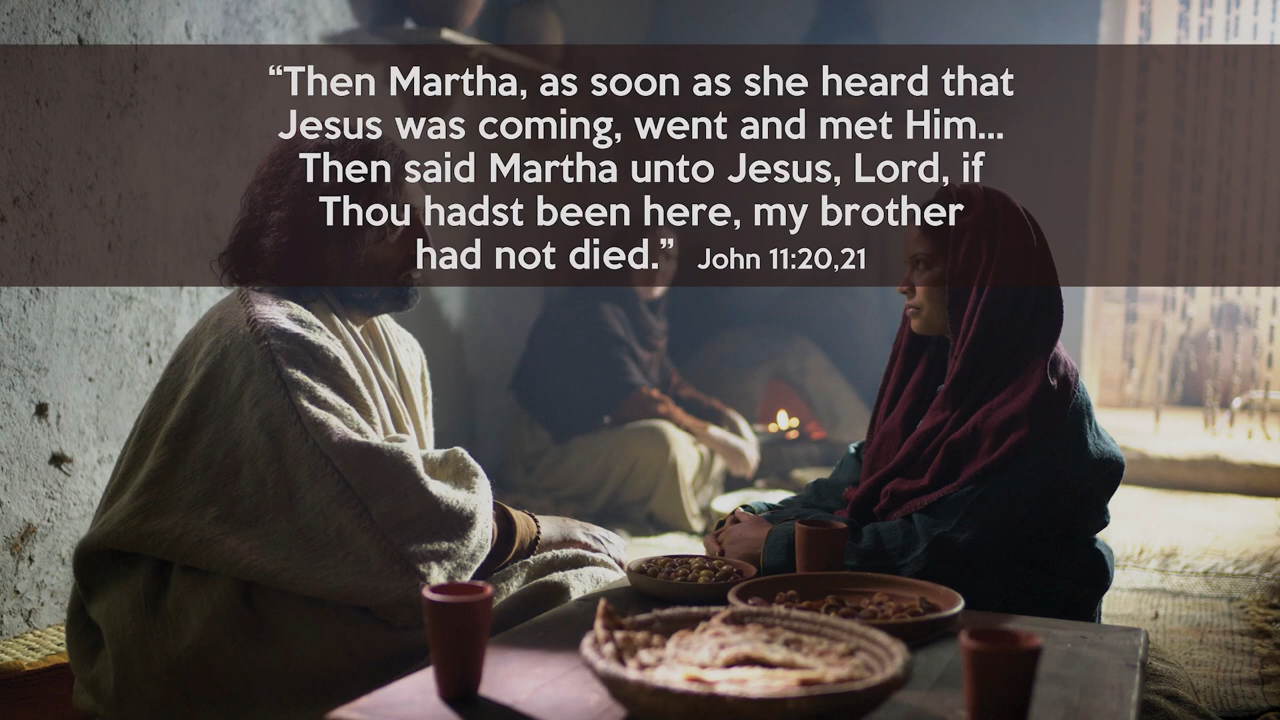 “Then Martha, as soon as she heard that
Jesus was coming, went and met Him...
Then said Martha unto Jesus, Lord, if
Thou hadst been here, my brother
had not died.” John 11:20,21